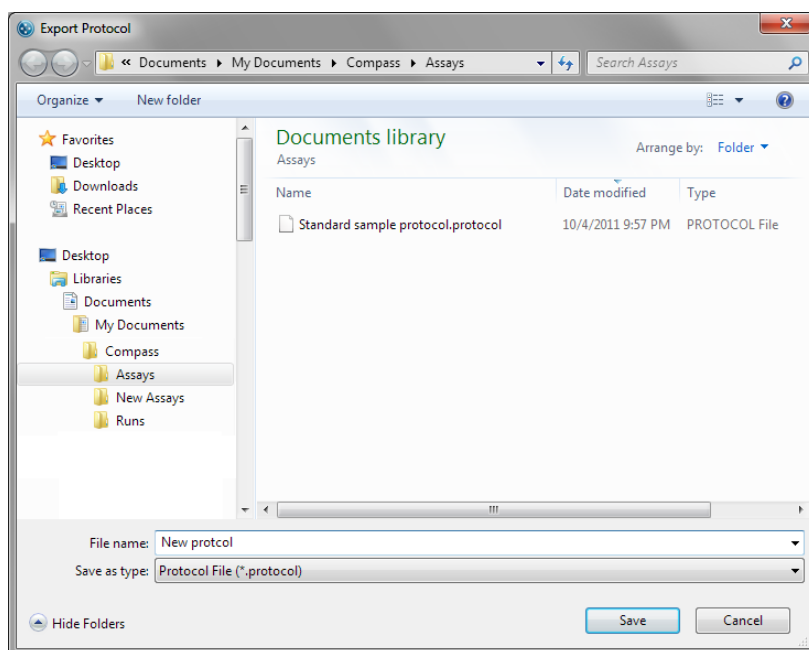 Export Protocol
« Documents My Documents Compass Assays Search Assays
Organize New folder
Favorites
Desktop
Downloads
Recent Places
Desktop
Libraries
Documents
My Documents
Compass
Assays
New Assays
Runs
Documents library
Assays
Arrange by: Folder
Name Date modified Type
Standard sample protocol.protocol 10/4/2011 9:57 PM PROTOCOL File
File name: New protcol
Save as type: Protocol File (*.protocol)
Hide Folders Save Cancel